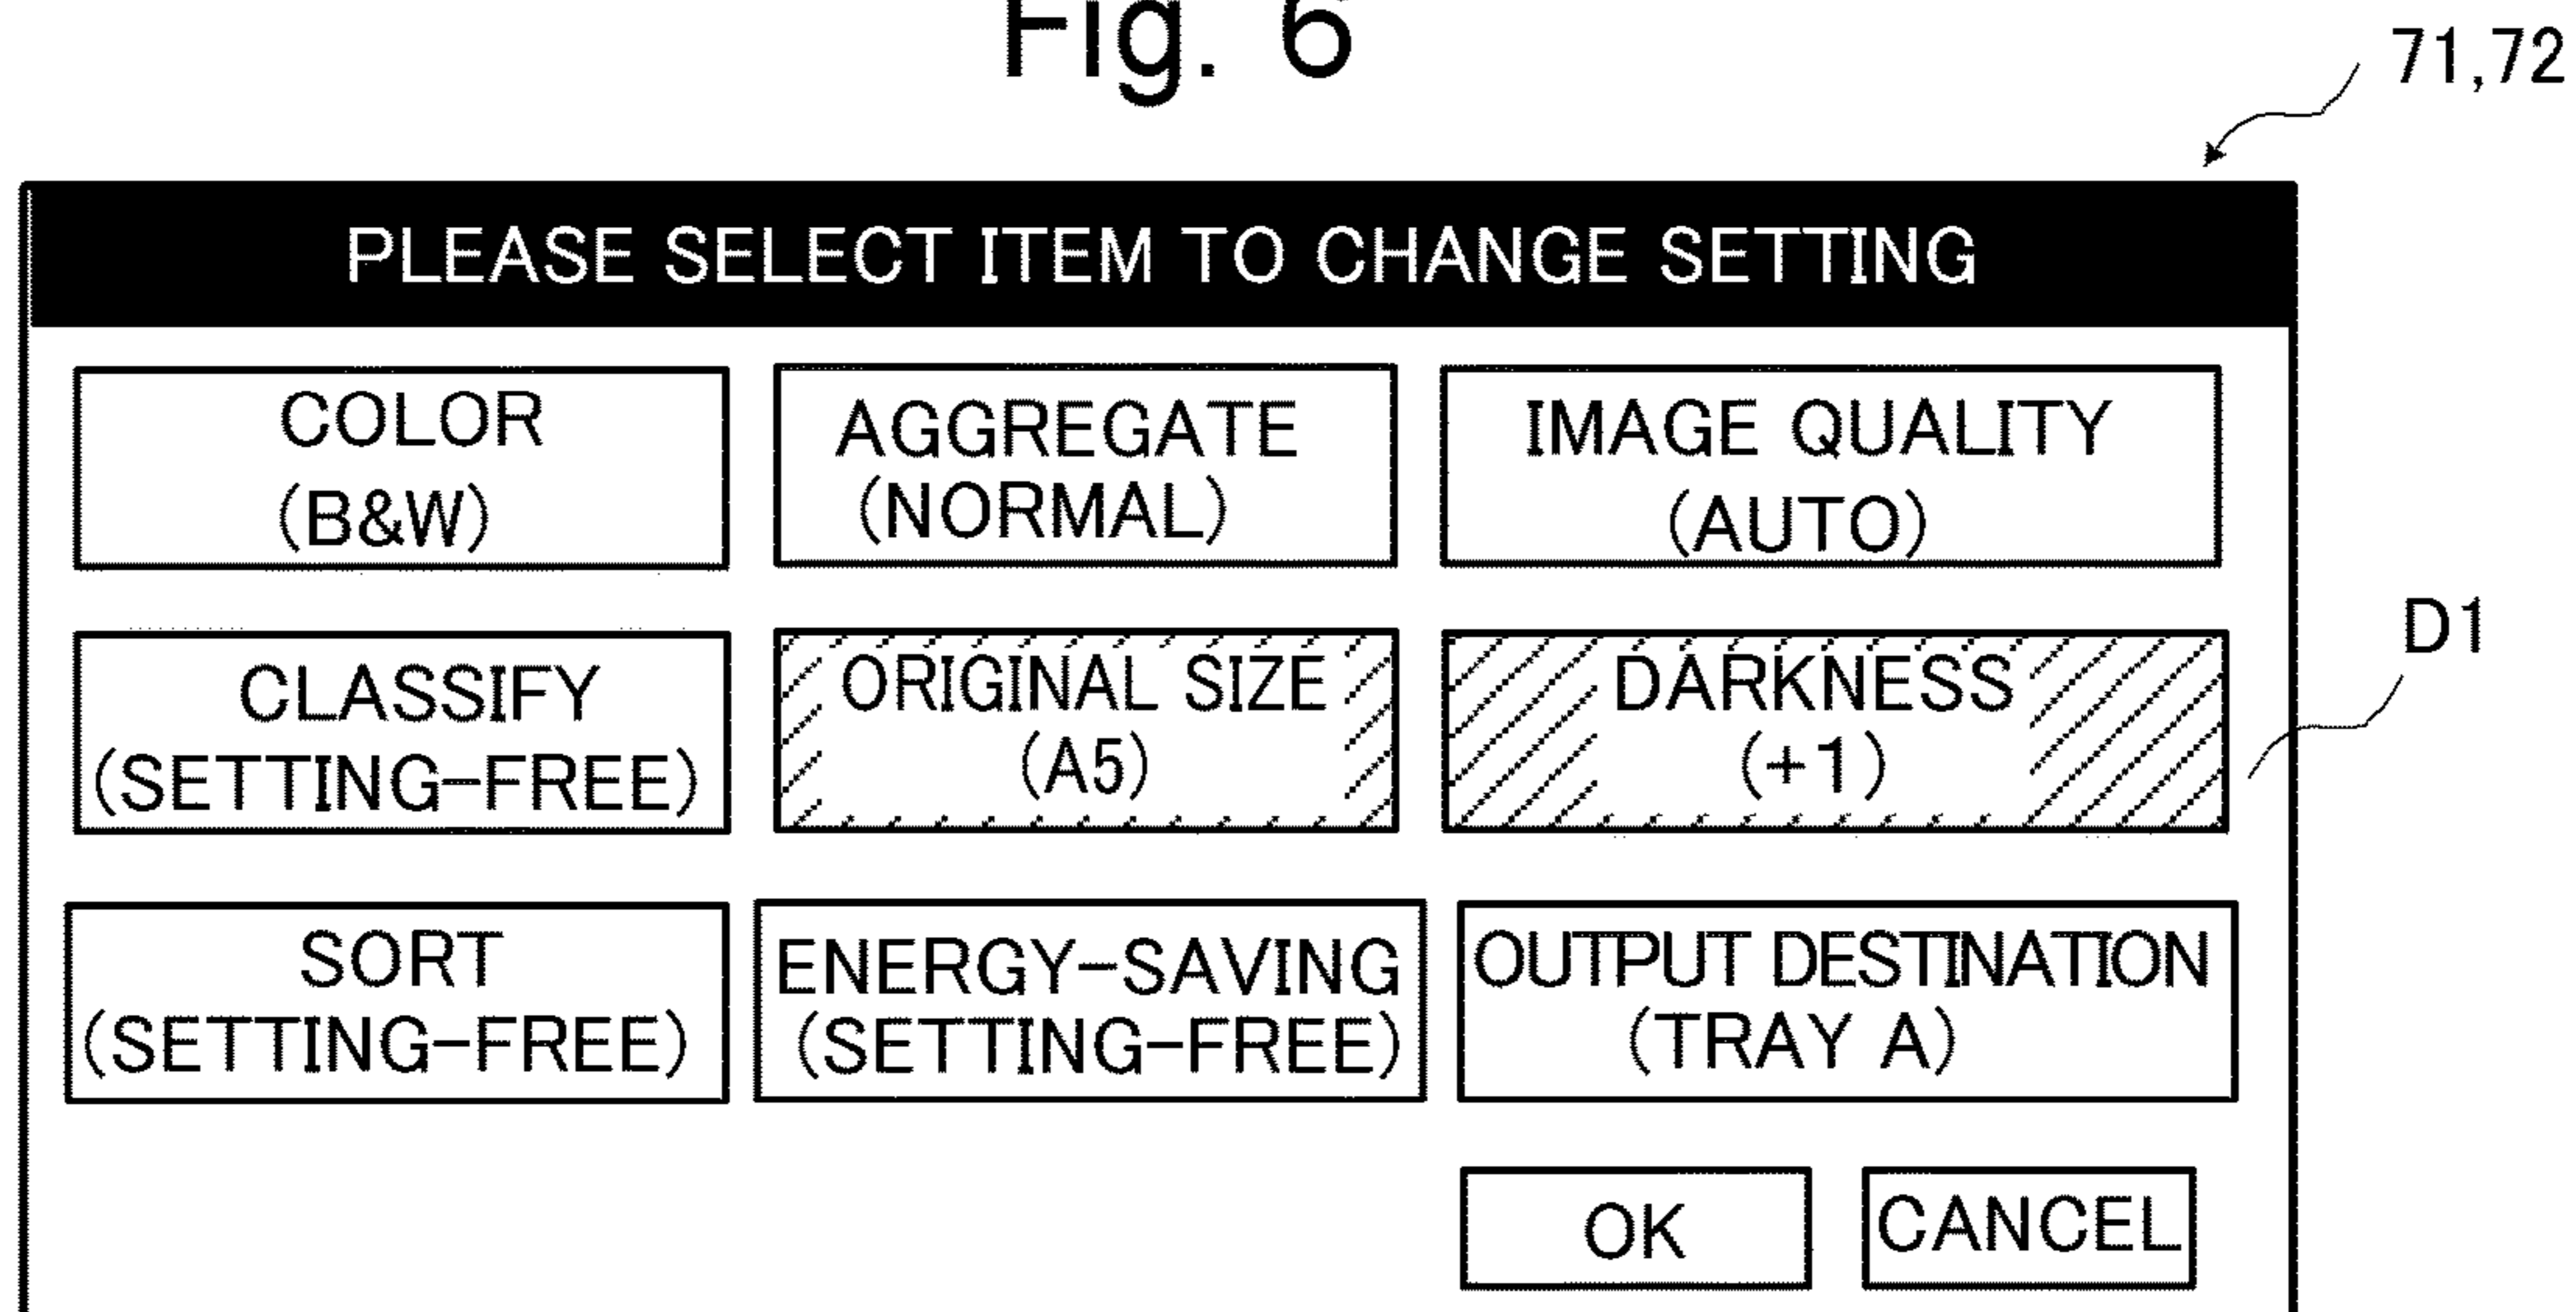 Fig. 6
71,72
PLEASE SELECT ITEM TO CHANGE SETTING
COLOR
(B&W)
AGGREGATE
(NORMAL)
IMAGE QUALITY
(AUTO)
CLASSIFY
(SETTING-FREE)
ORIGINAL SIZE
(A5)
DARKNESS
(+1)
D1
SORT
(SETTING-FREE)
ENERGY-SAVING
(SETTING-FREE)
OUTPUT DESTINATION
(TRAY A)
OK
CANCEL